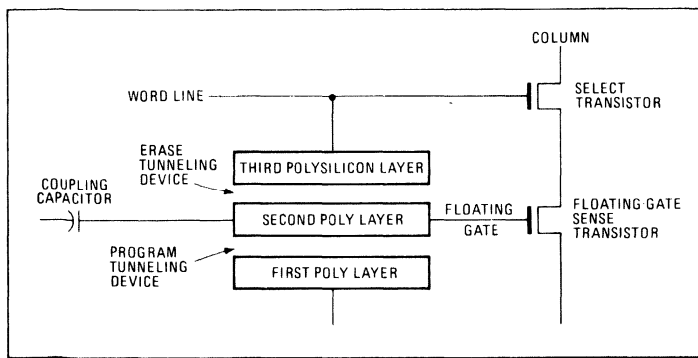 COLUMN
WORD LINE
SELECT
TRANSISTOR
ERASE
TUNNELING
DEVICE
THIRD POLYSILICON LAYER
COUPLING
CAPACITOR
SECOND POLY LAYER
FLOATING
GATE
FLOATING-GATE
SENSE
TRANSISTOR
PROGRAM
TUNNELING
DEVICE
FIRST POLY LAYER